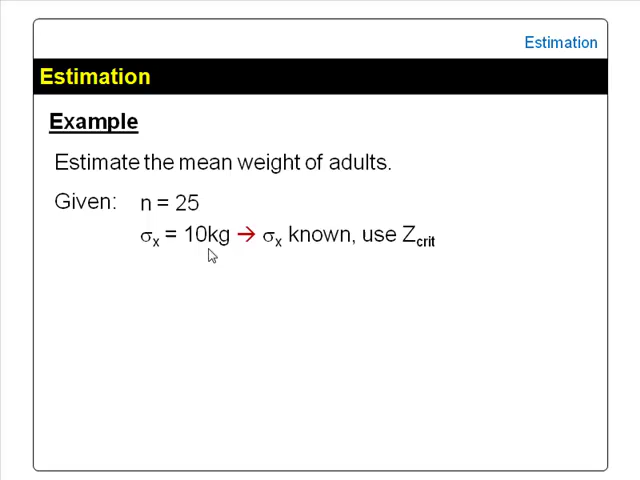 Estimation
Estimation
Example
Estimate the mean weight of adults.
Given: n = 25
σx = 10kg → σx known, use Zcrit